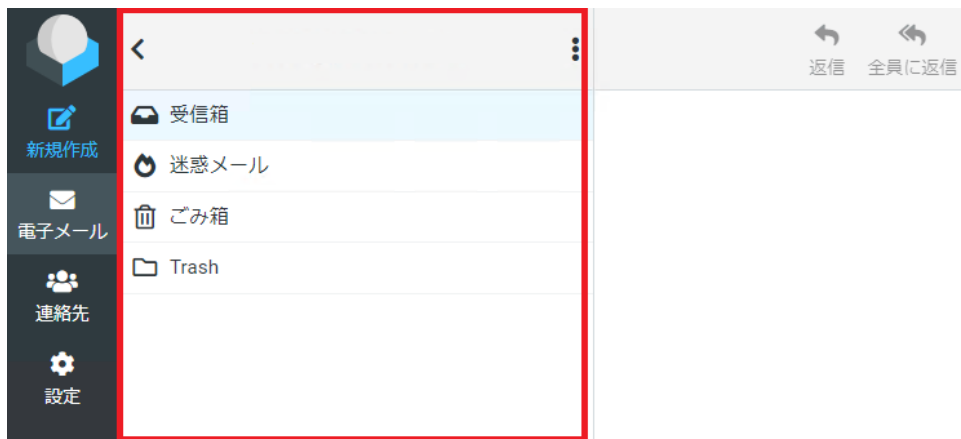 新規作成
電子メール
連絡先
設定
受信箱
迷惑メール
ごみ箱
Trash
返信
全員に返信